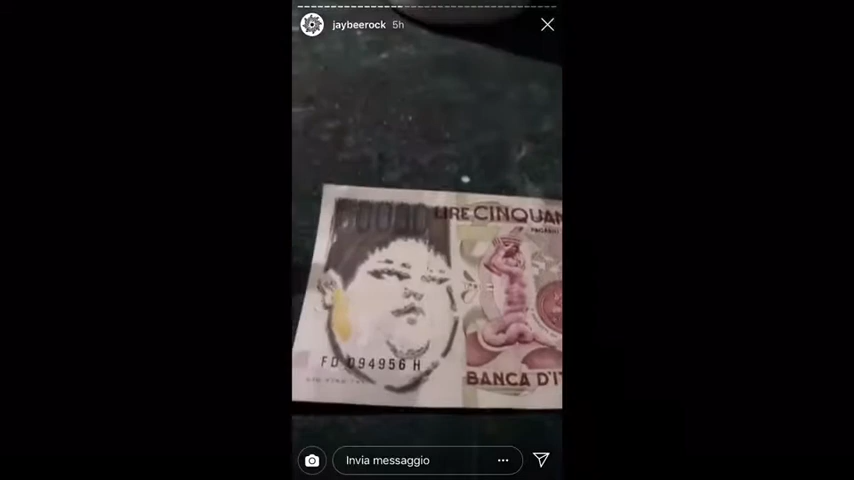 jaybeerock 5h
LIRE CINQUAN
FD 094956 H
BANCA D'IT
Invia messaggio